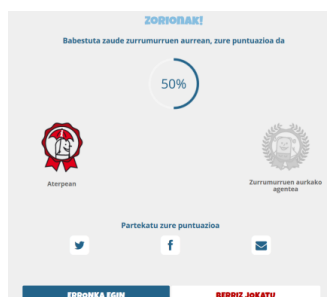 ZORIONAK!
Babestuta zaude zurrumurruen aurrean, zure puntuazioa da
50%
Aterpean
Zurrumurruen aurkako
agentea
Partekatu zure puntuazioa
ERRONKA EGIN
BERRIZ JOKATU